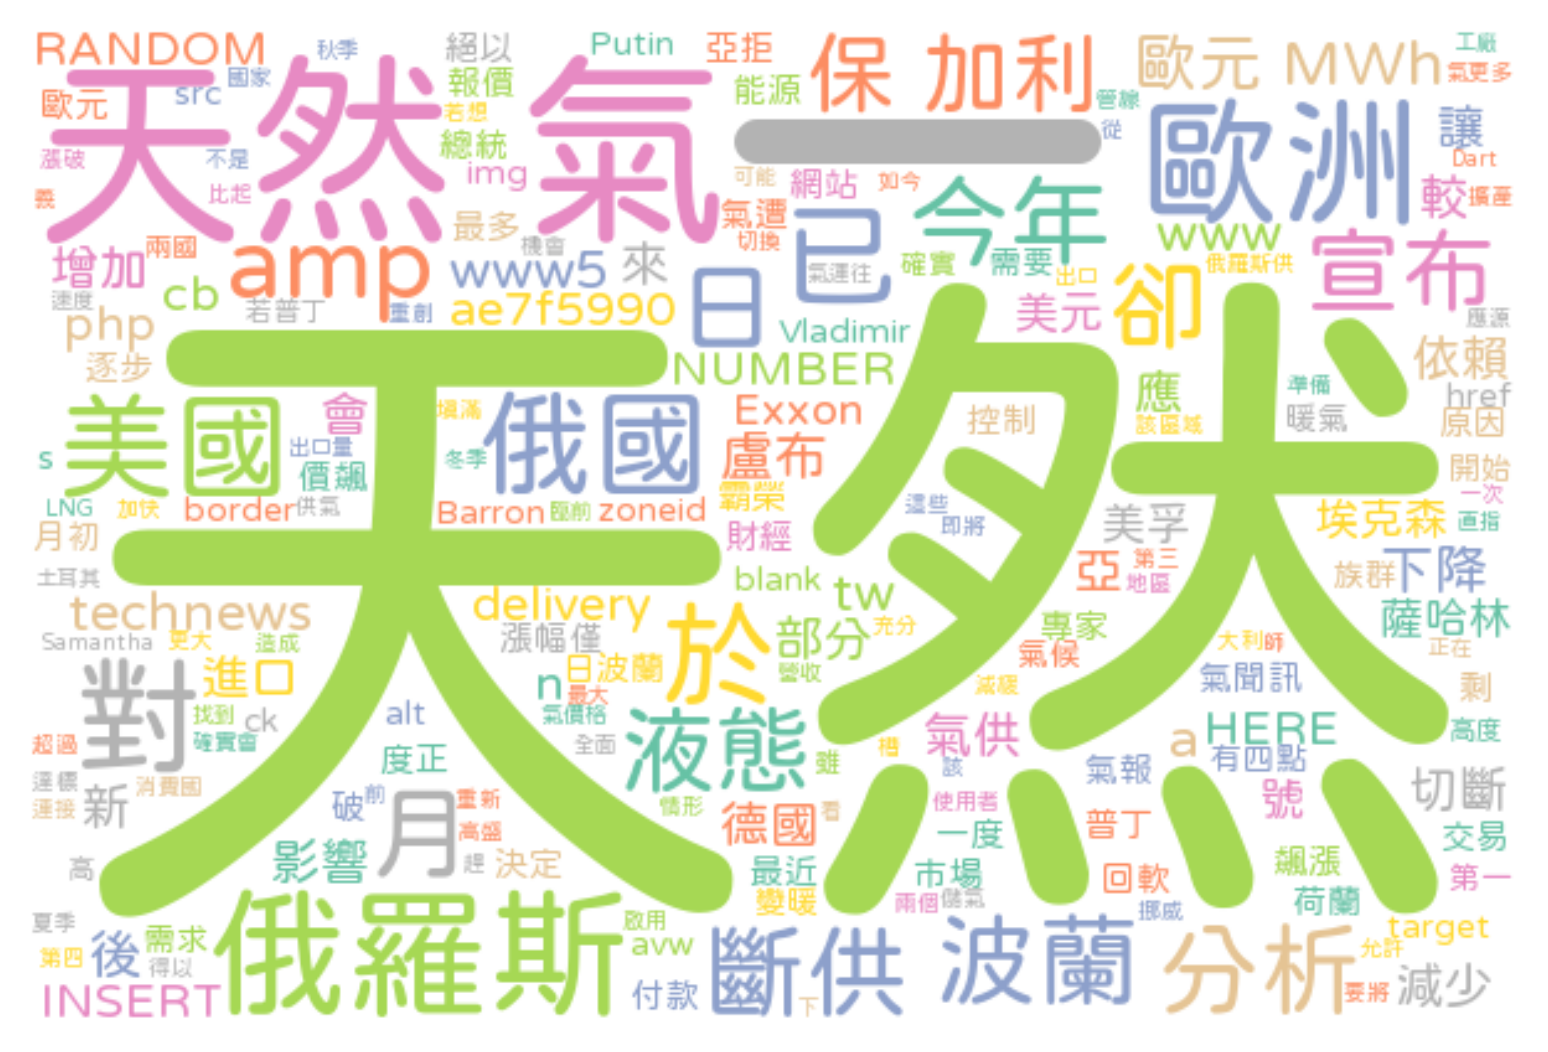 RANDOM
秋季
絕以
Putin
亞拒
保 加利
歐元
MWh
工廠
天然 氣
國家
src
報價
能源
氣更多
歐元
若想
管線
一
從
歐洲
讓
漲破
不是
總統
img
可能
網站
如今
Dart
義
比起
最多
氣遭
切換
已
今年
較
擴產
增加
兩國
amp
機會
www5
來
日
氣運往
確實
需要
出口
www
俄羅斯供
宣布
速度
cb
若普丁
重創
ae7f5990
Vladimir
美元
卻
應源
php
逐步
NUMBER
依賴
天然
美國
會
填滿
俄國
Exxon
控制
應
準備
href
該區域
暖氣
原因
s
出口量
價飆
冬季
盧布
開始
LNG
加快
border
供氣
Barron
臨前
zoneid
霸榮
這些
即將
美孚
埃克森
一次
直指
月初
財經
亞
第三
地區
土耳其
blank
tw
族群
下降
technews
delivery
於
部分
充分
專家
薩哈林
Samantha
更大
造成
漲幅僅
日波蘭
營收
氣候
大利
師
正在
對
進口
n
最大
減緩
氣聞訊
剩
找到
ck
alt
氣價格
液態
氣供
a
HERE
高度
超過
確實會
度正
全面
雖
槽
該
氣報
有四點
達標
消費國
連接
新
破
前
月
重新
情形
德國
看
使用者
號
切斷
高盛
一度
普丁
交易
高
影響
趕
決定
最近
市場
回軟
飆漲
第一
變暖
兩個
儲氣
挪威
荷蘭
夏季
後
需求
俄羅斯
啟用
avw
斷供
波蘭
分析
target
允許
第四
得以
INSERT
付款
下
要將
減少